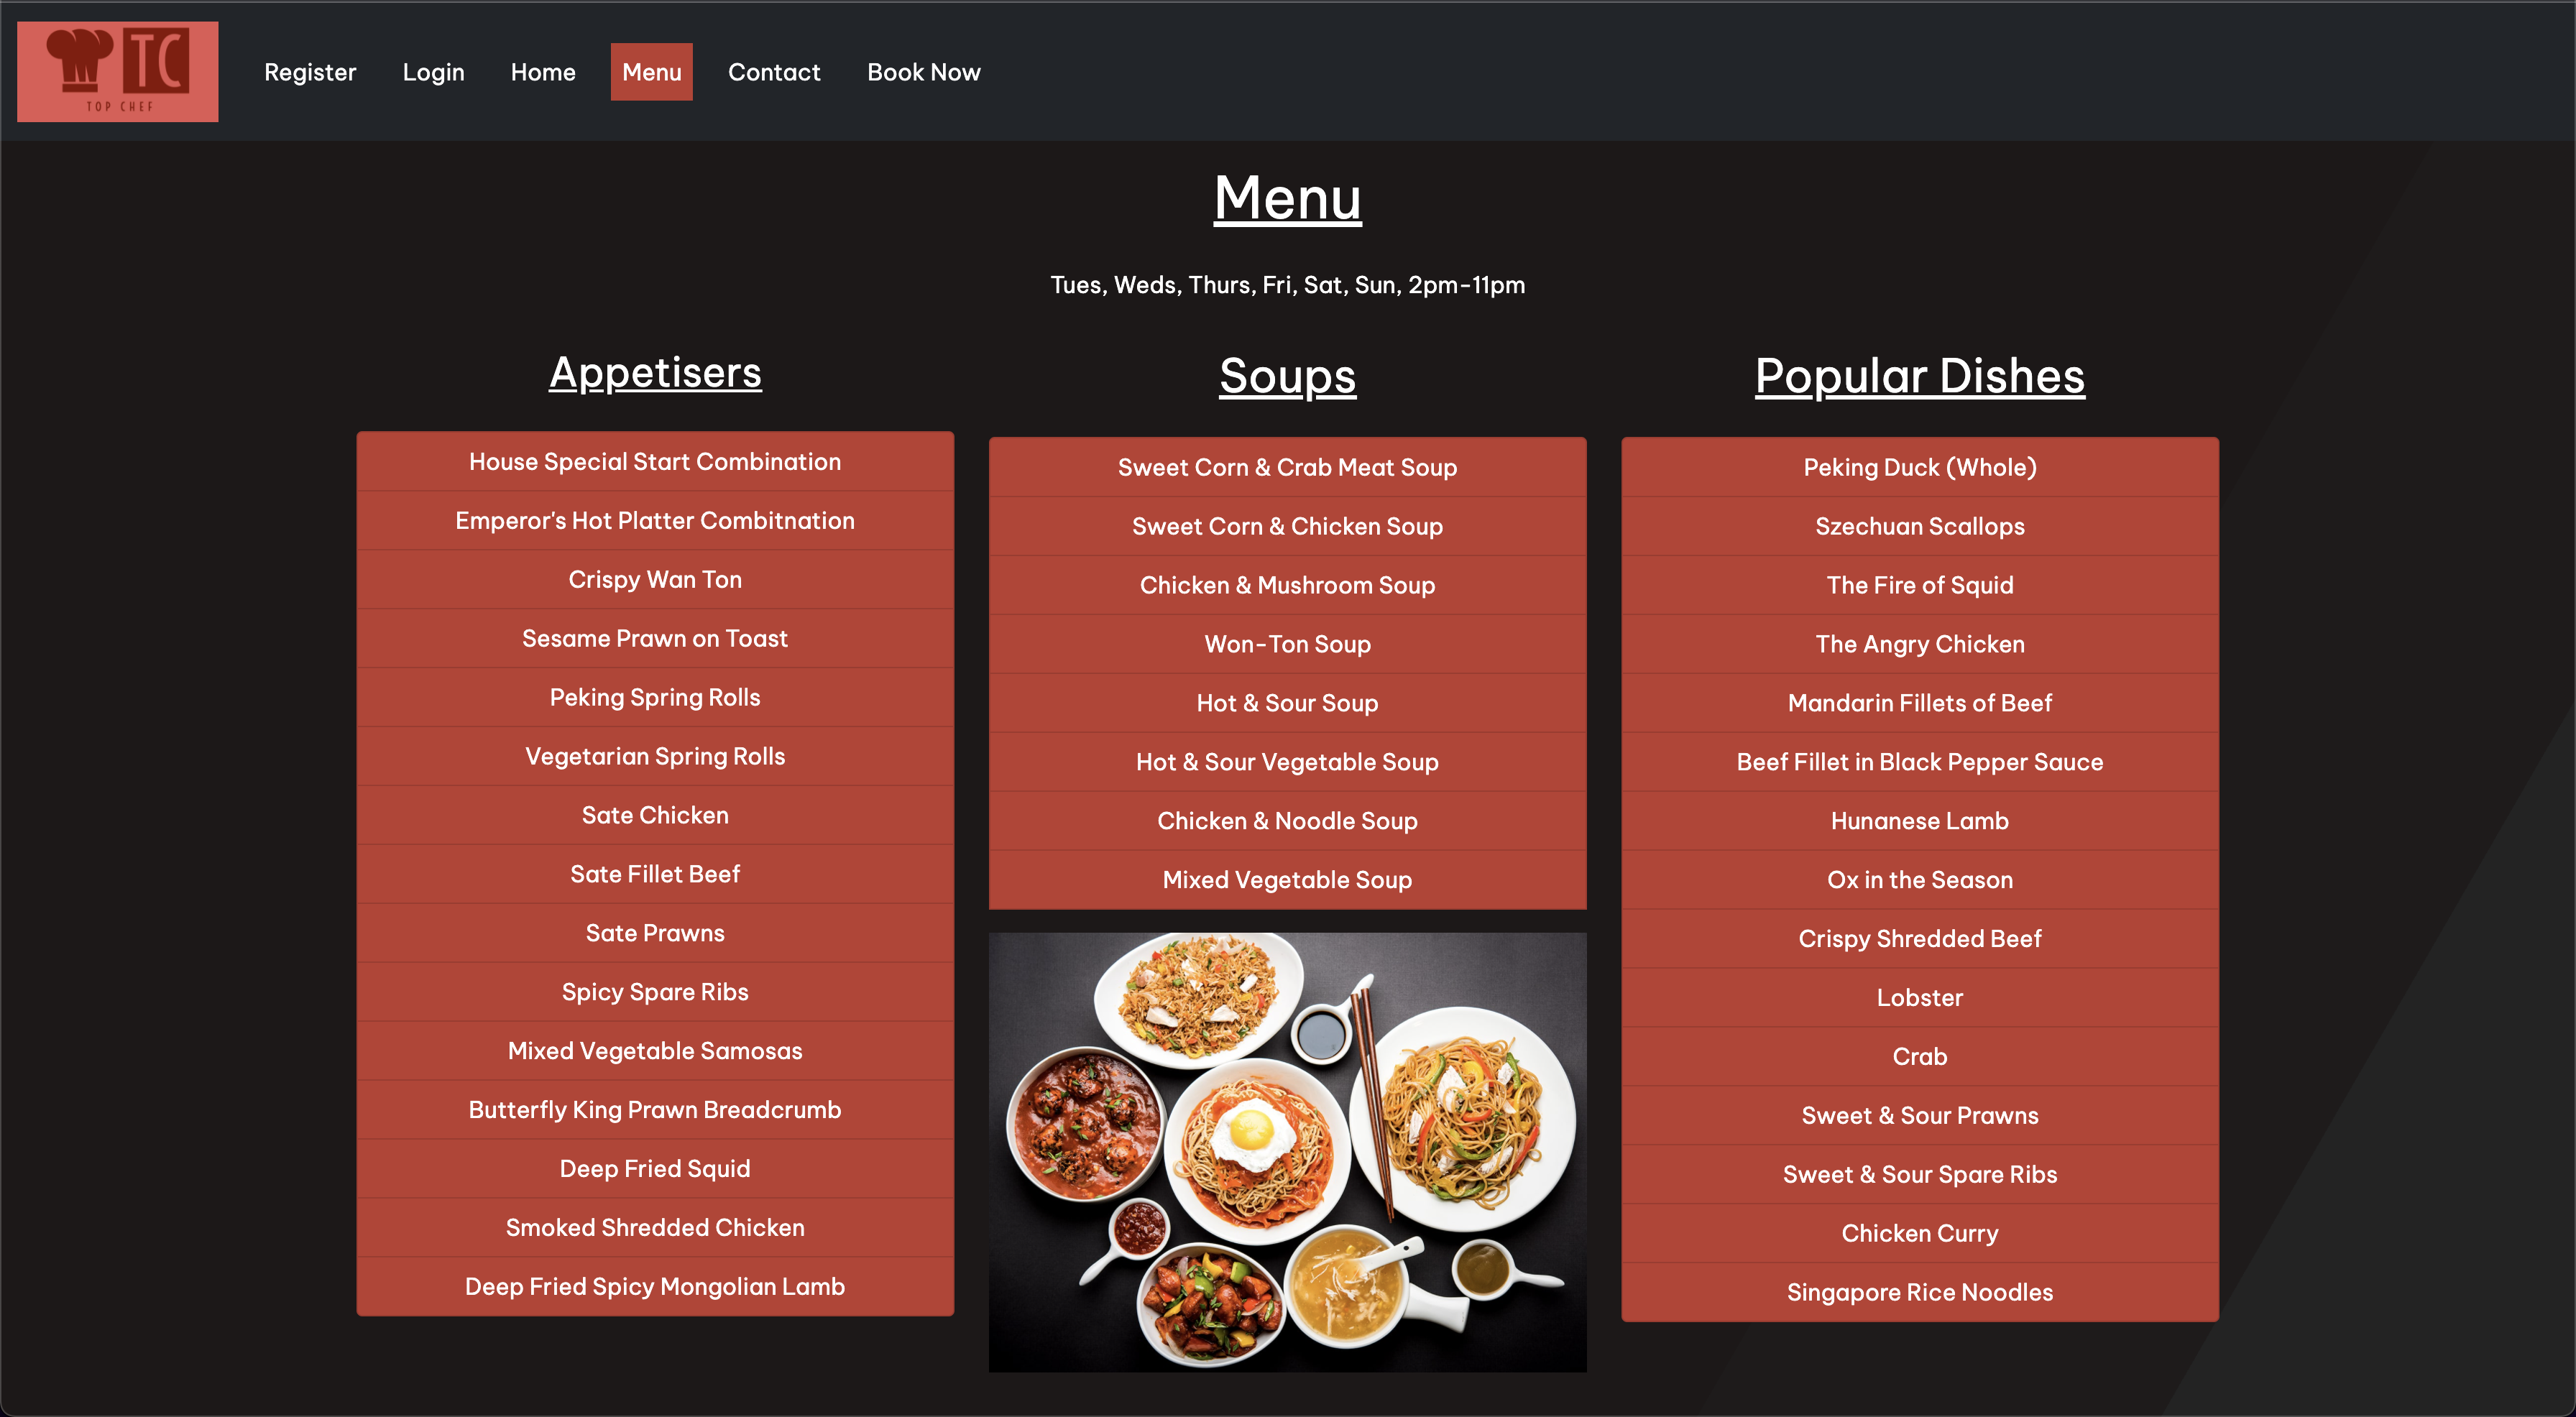 TC
TOP CHEF
Register Login Home Menu Contact Book Now
Menu
Tues, Weds, Thurs, Fri, Sat, Sun, 2pm-11pm
Appetisers
House Special Start Combination
Emperor's Hot Platter Combitnation
Crispy Wan Ton
Sesame Prawn on Toast
Peking Spring Rolls
Vegetarian Spring Rolls
Sate Chicken
Sate Fillet Beef
Sate Prawns
Spicy Spare Ribs
Mixed Vegetable Samosas
Butterfly King Prawn Breadcrumb
Deep Fried Squid
Smoked Shredded Chicken
Deep Fried Spicy Mongolian Lamb
Soups
Sweet Corn & Crab Meat Soup
Sweet Corn & Chicken Soup
Chicken & Mushroom Soup
Won-Ton Soup
Hot & Sour Soup
Hot & Sour Vegetable Soup
Chicken & Noodle Soup
Mixed Vegetable Soup
Popular Dishes
Peking Duck (Whole)
Szechuan Scallops
The Fire of Squid
The Angry Chicken
Mandarin Fillets of Beef
Beef Fillet in Black Pepper Sauce
Hunanese Lamb
Ox in the Season
Crispy Shredded Beef
Lobster
Crab
Sweet & Sour Prawns
Sweet & Sour Spare Ribs
Chicken Curry
Singapore Rice Noodles